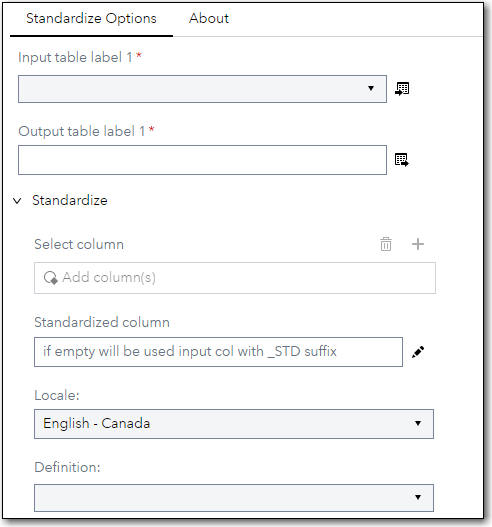 Standardize Options About
Input table label 1 *
Output table label 1 *
Standardize
Select column
Add column(s)
Standardized column
if empty will be used input col with _STD suffix
Locale:
English - Canada
Definition: